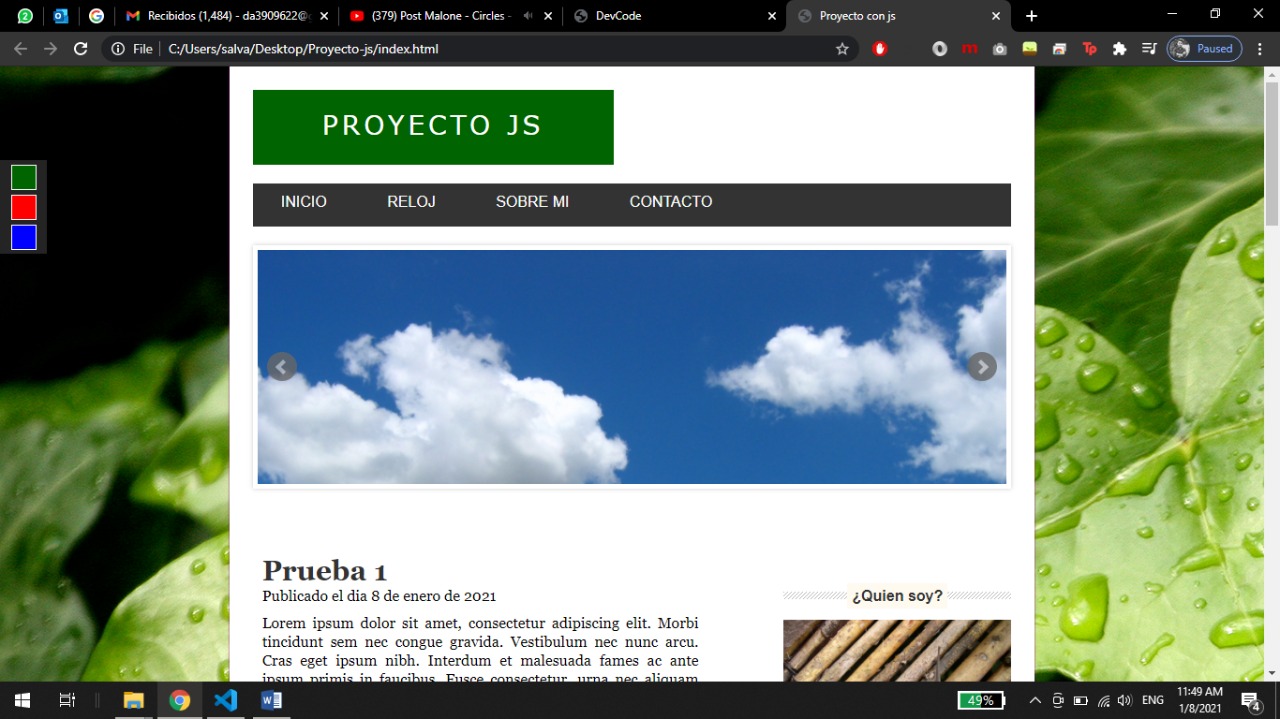 2
Recibidos (1,484) - da3909622@g
(379) Post Malone - Circles -
DevCode
Proyecto con js
File
C:/Users/salva/Desktop/Proyecto-js/index.html
m
Tp
Paused
PROYECTO JS
INICIO
RELOJ
SOBRE MI
CONTACTO
Prueba 1
Publicado el dia 8 de enero de 2021
¿Quien soy?
Lorem ipsum dolor sit amet, consectetur adipiscing elit. Morbi
tincidunt sem nec congue gravida. Vestibulum nec nunc arcu.
Cras eget ipsum nibh. Interdum et malesuada fames ac ante
ipsum primis in faucibus. Fusce consectetur, urna nec aliquam
49%
ENG
11:49 AM
1/8/2021
4